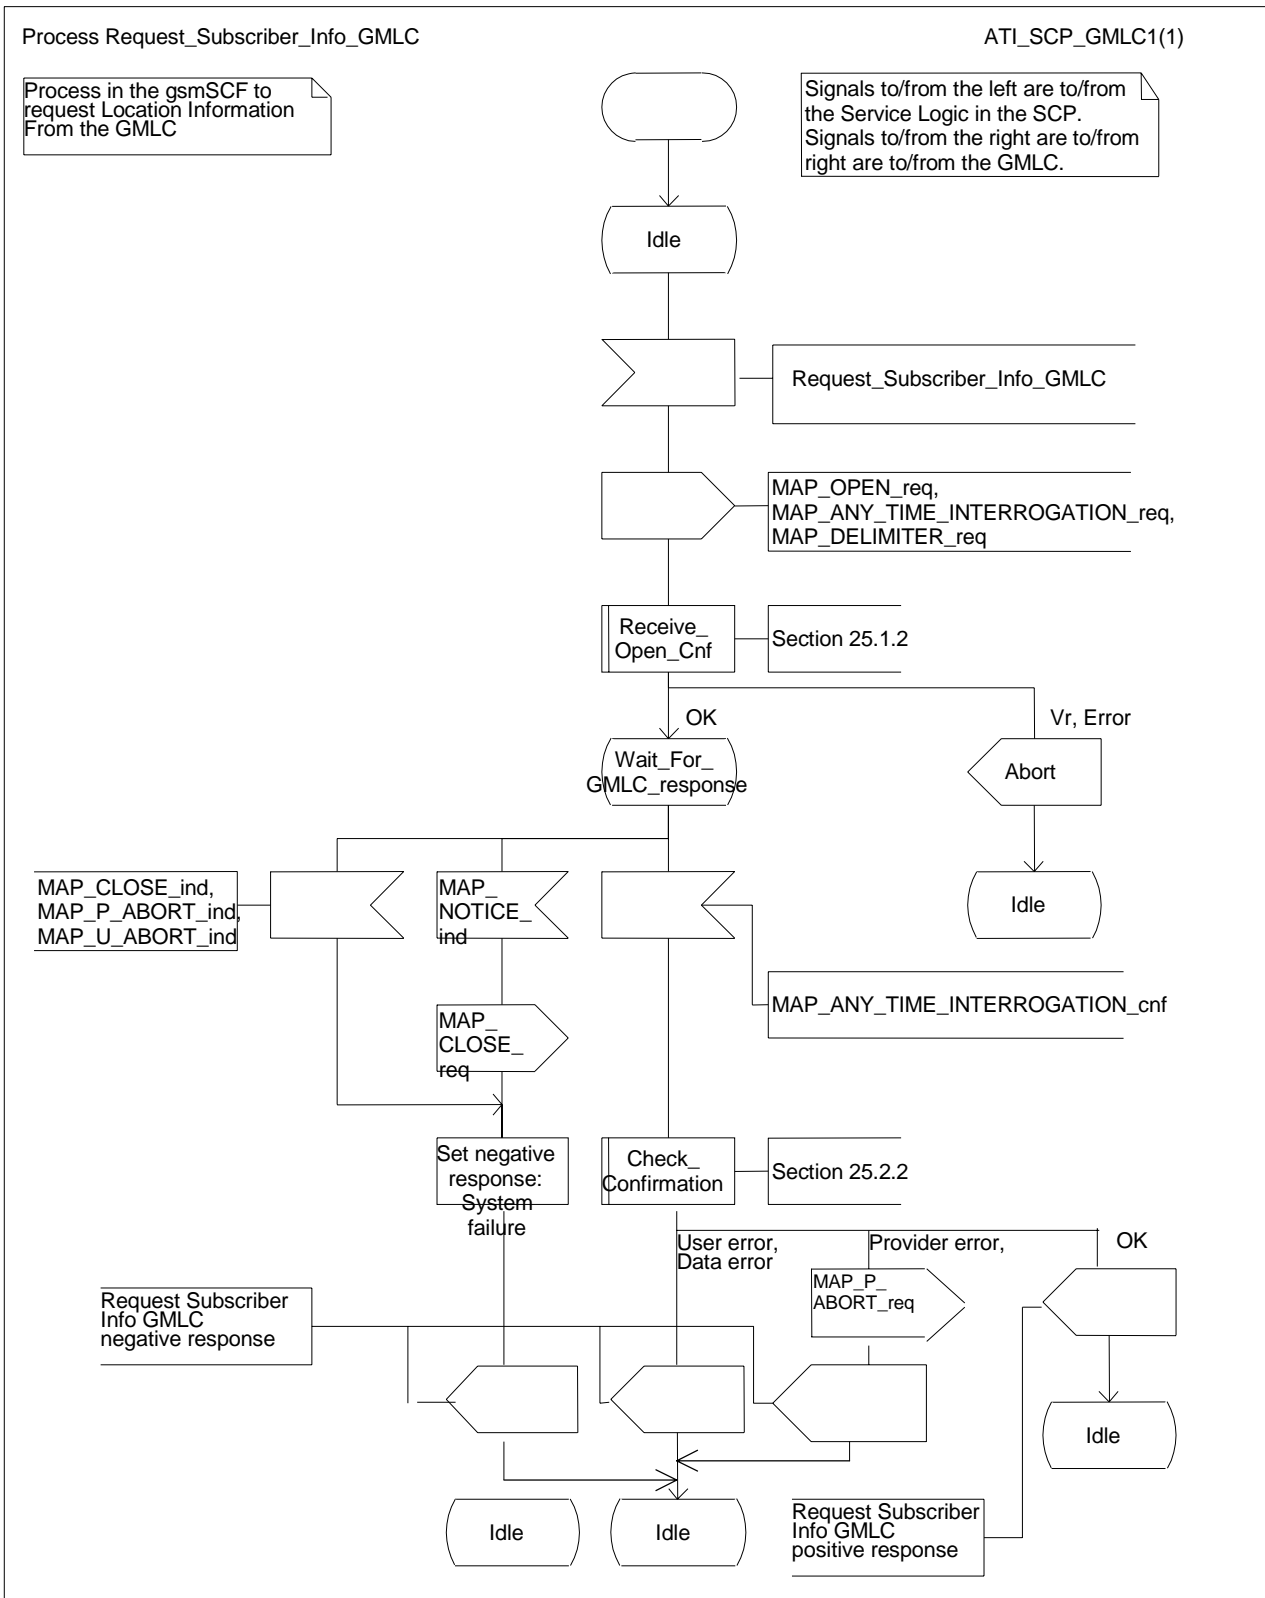 Process Request_Subscriber_Info_GMLC
ATI_SCP_GMLC1(1)
Process in the gsmSCF to
request Location Information
From the GMLC
Signals to/from the left are to/from
the Service Logic in the SCP.
Signals to/from the right are to/from
right are to/from the GMLC.
Idle
Request_Subscriber_Info_GMLC
MAP_OPEN_req,
MAP_ANY_TIME_INTERROGATION_req,
MAP_DELIMITER_req
Receive_
Open_Cnf
Section 25.1.2
OK
Vr, Error
Wait_For_
GMLC_response
Abort
MAP_CLOSE_ind,
MAP_P_ABORT_ind,
MAP_U_ABORT_ind
MAP_
NOTICE_
ind
Idle
MAP_ANY_TIME_INTERROGATION_cnf
MAP_
CLOSE_
req
Set negative
response:
System
failure
Check_
Confirmation
Section 25.2.2
User error,
Data error
Provider error,
OK
MAP_P_
ABORT_req
Request Subscriber
Info GMLC
negative response
Idle
Idle
Idle
Request Subscriber
Info GMLC
positive response